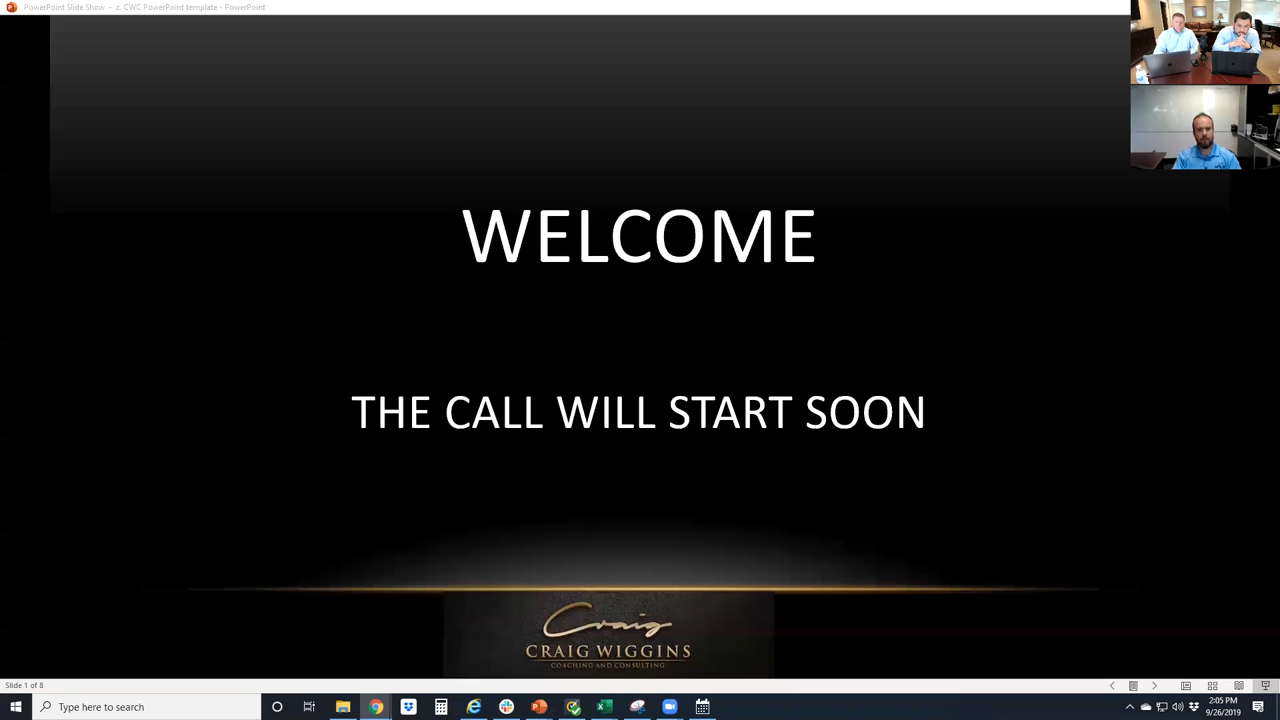 PowerPoint Slide Show - z. CWC PowerPoint template - PowerPoint
WELCOME
THE CALL WILL START SOON
Craig
CRAIG WIGGINS
COACHING AND CONSULTING
Slide 1 of 8
Type here to search
2:05 PM
9/26/2019